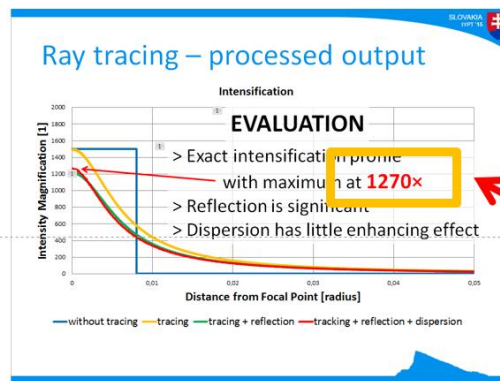 SLOVAKIA
IYPT'15
Ray tracing – processed output
Intensification
EVALUATION
> Exact intensification profile
with maximum at 1270×
> Reflection is significant
> Dispersion has little enhancing effect
Intensity Magnification [1]
2000
1800
1600
1400
1200
1000
800
600
400
200
0
0
0,01
0,02
0,03
0,04
0,05
Distance from Focal Point [radius]
without tracing
tracing
tracing + reflection
tracking + reflection + dispersion